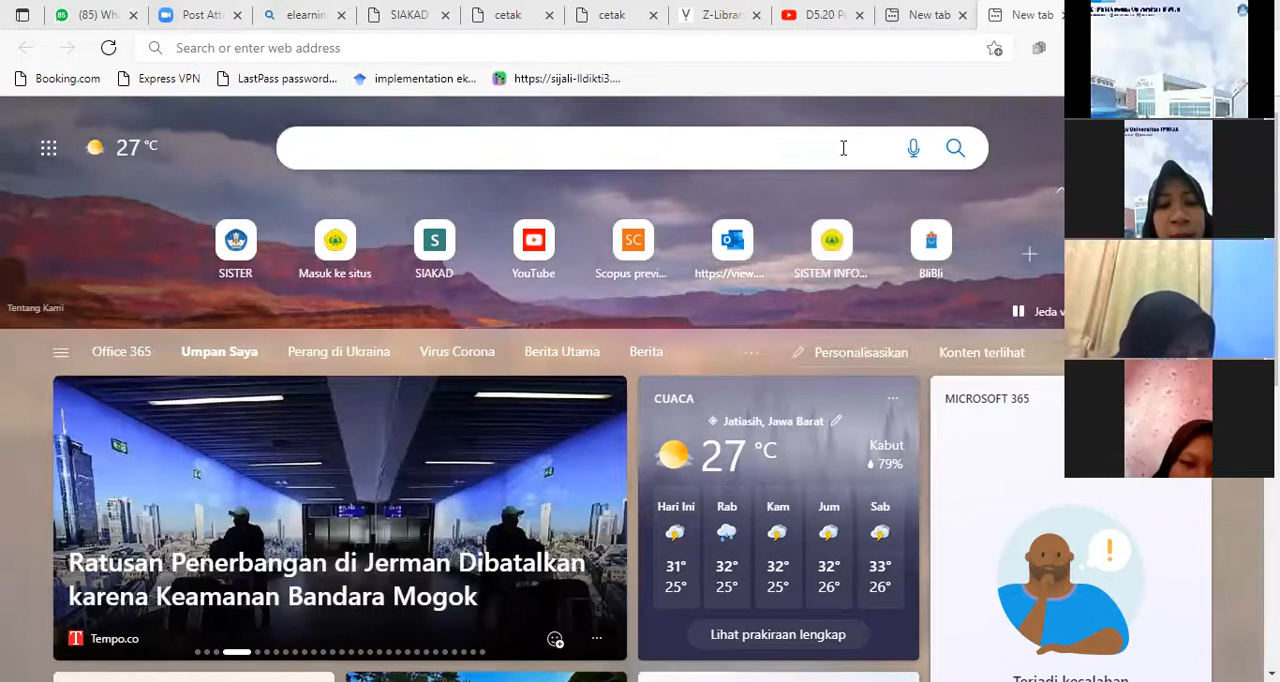 (85) Wha
Post Atte
elearnin
SIAKAD
cetak
cetak
Z-Librar
D5.20 P
New tab
New tab
Search or enter web address
Booking.com
Express VPN
LastPass password...
implementation ek...
https://sijali-lldikti3....
27 °C
SISTER
Masuk ke situs
SIAKAD
YouTube
Scopus previ...
https://view....
SISTEM INFO...
BliBli
Tentang Kami
Jeda v
Office 365
Umpan Saya
Perang di Ukraina
Virus Corona
Berita Utama
Berita
...
Personalisasikan
Konten terlihat
Ratusan Penerbangan di Jerman Dibatalkan
karena Keamanan Bandara Mogok
Tempo.co
CUACA
Jatiasih, Jawa Barat
27 °C
Kabut
79%
Hari Ini
Rab
Kam
Jum
Sab
31°
32°
32°
32°
33°
25°
25°
25°
26°
26°
Lihat prakiraan lengkap
MICROSOFT 365
Terjadi kesalahan